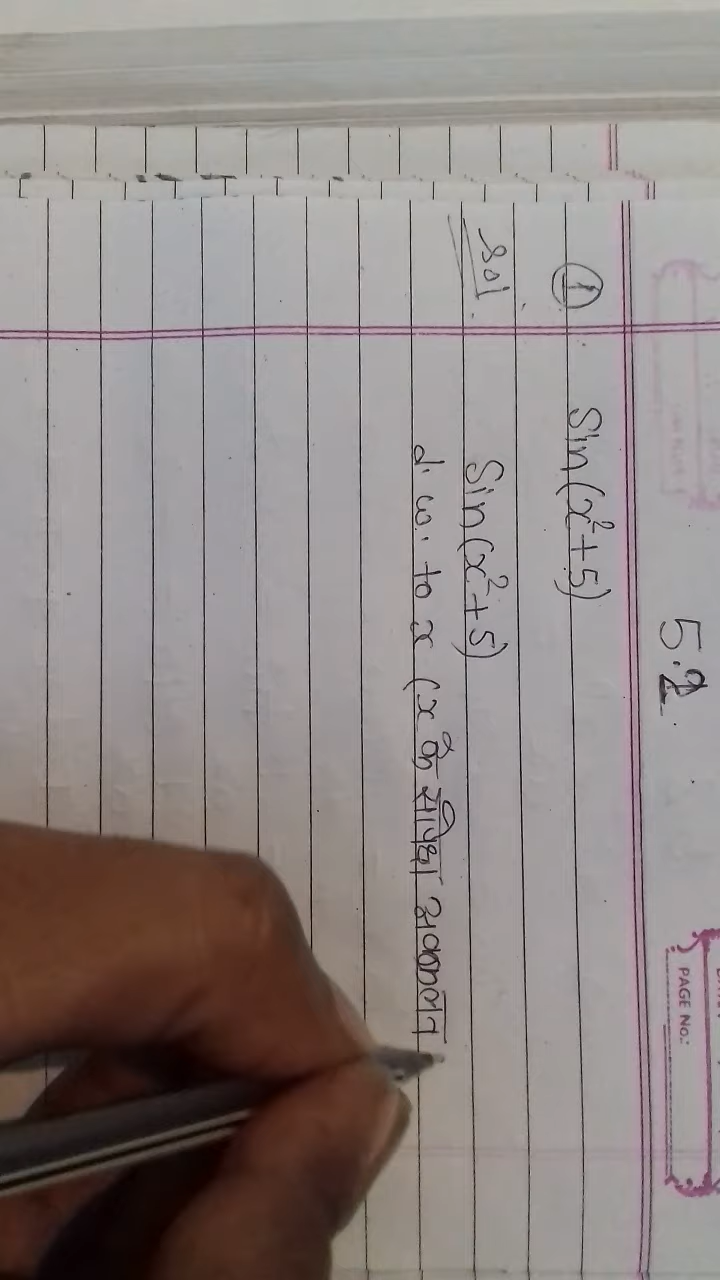 5.2
PAGE No.:
① Sin(x²+5)
Sol.
Sin(x²+5)
d. w. to x (x के सापेक्ष अवकलन